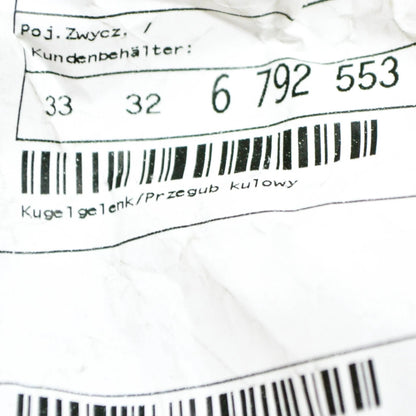 Poj.Zwycz. /
Kundenbehälter:
33 32 6 792 553
Kugelgelenk/Przegub kulowy